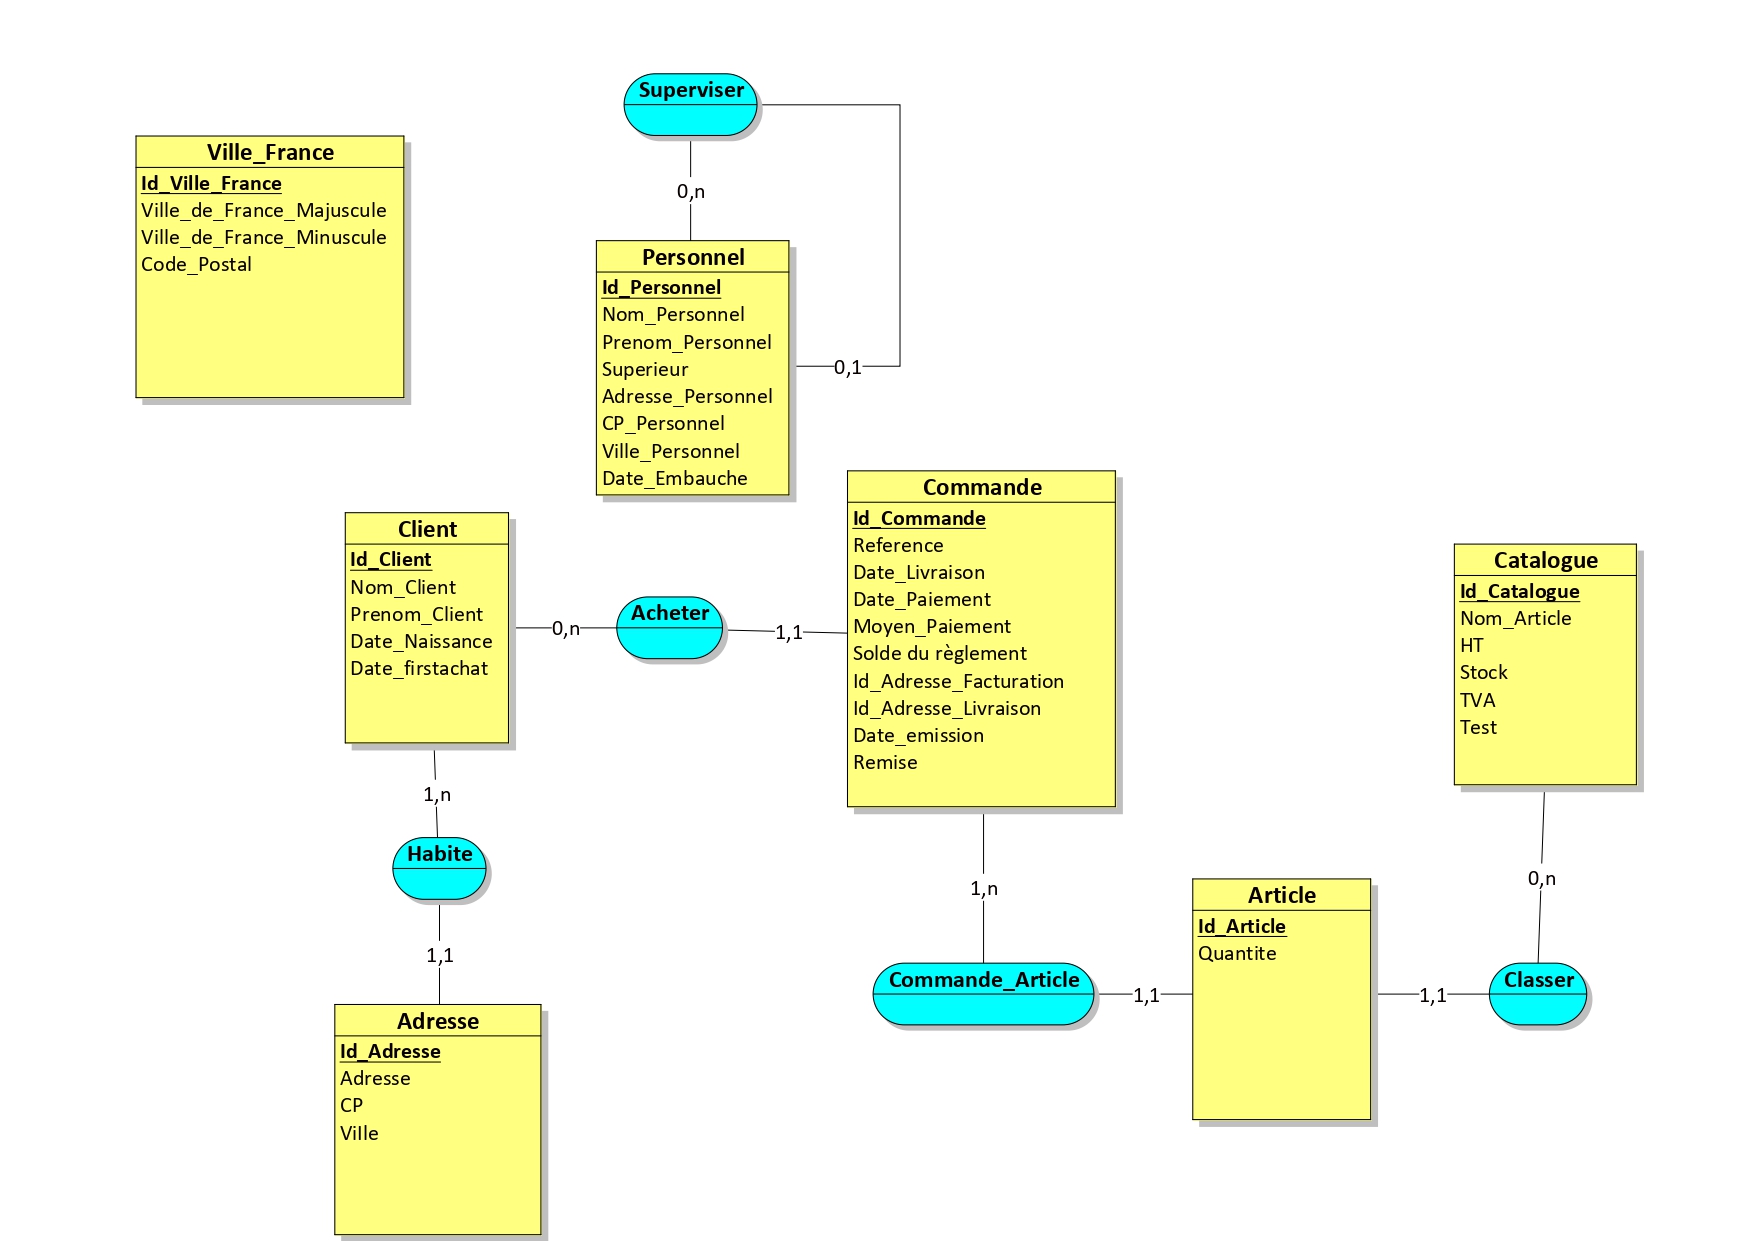 Superviser
0,n
0,1
Ville_France
Id_Ville_France
Ville_de_France_Majuscule
Ville_de_France_Minuscule
Code_Postal
Personnel
Id_Personnel
Nom_Personnel
Prenom_Personnel
Superieur
Adresse_Personnel
CP_Personnel
Ville_Personnel
Date_Embauche
Client
Id_Client
Nom_Client
Prenom_Client
Date_Naissance
Date_firstachat
0,n
Acheter
1,1
Commande
Id_Commande
Reference
Date_Livraison
Date_Paiement
Moyen_Paiement
Solde du règlement
Id_Adresse_Facturation
Id_Adresse_Livraison
Date_emission
Remise
Catalogue
Id_Catalogue
Nom_Article
HT
Stock
TVA
Test
1,n
Habite
1,1
Adresse
Id_Adresse
Adresse
CP
Ville
1,n
Commande_Article
1,1
Article
Id_Article
Quantite
1,1
Classer
0,n